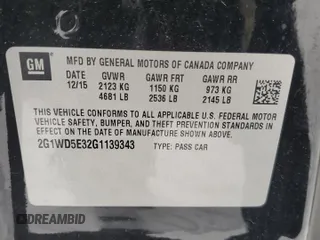 GM
MFD BY GENERAL MOTORS OF CANADA COMPANY
DATE GVWR GAWR FRT GAWR RR
12/15 2123 KG 1150 KG 973 KG
4681 LB 2536 LB 2145 LB
THIS VEHICLE CONFORMS TO ALL APPLICABLE U.S. FEDERAL MOTOR
VEHICLE SAFETY, BUMPER, AND THEFT PREVENTION STANDARDS IN
EFFECT ON THE DATE OF MANUFACTURE SHOWN ABOVE.
2G1WD5E32G1139343 TYPE: PASS CAR
©DREAMBID